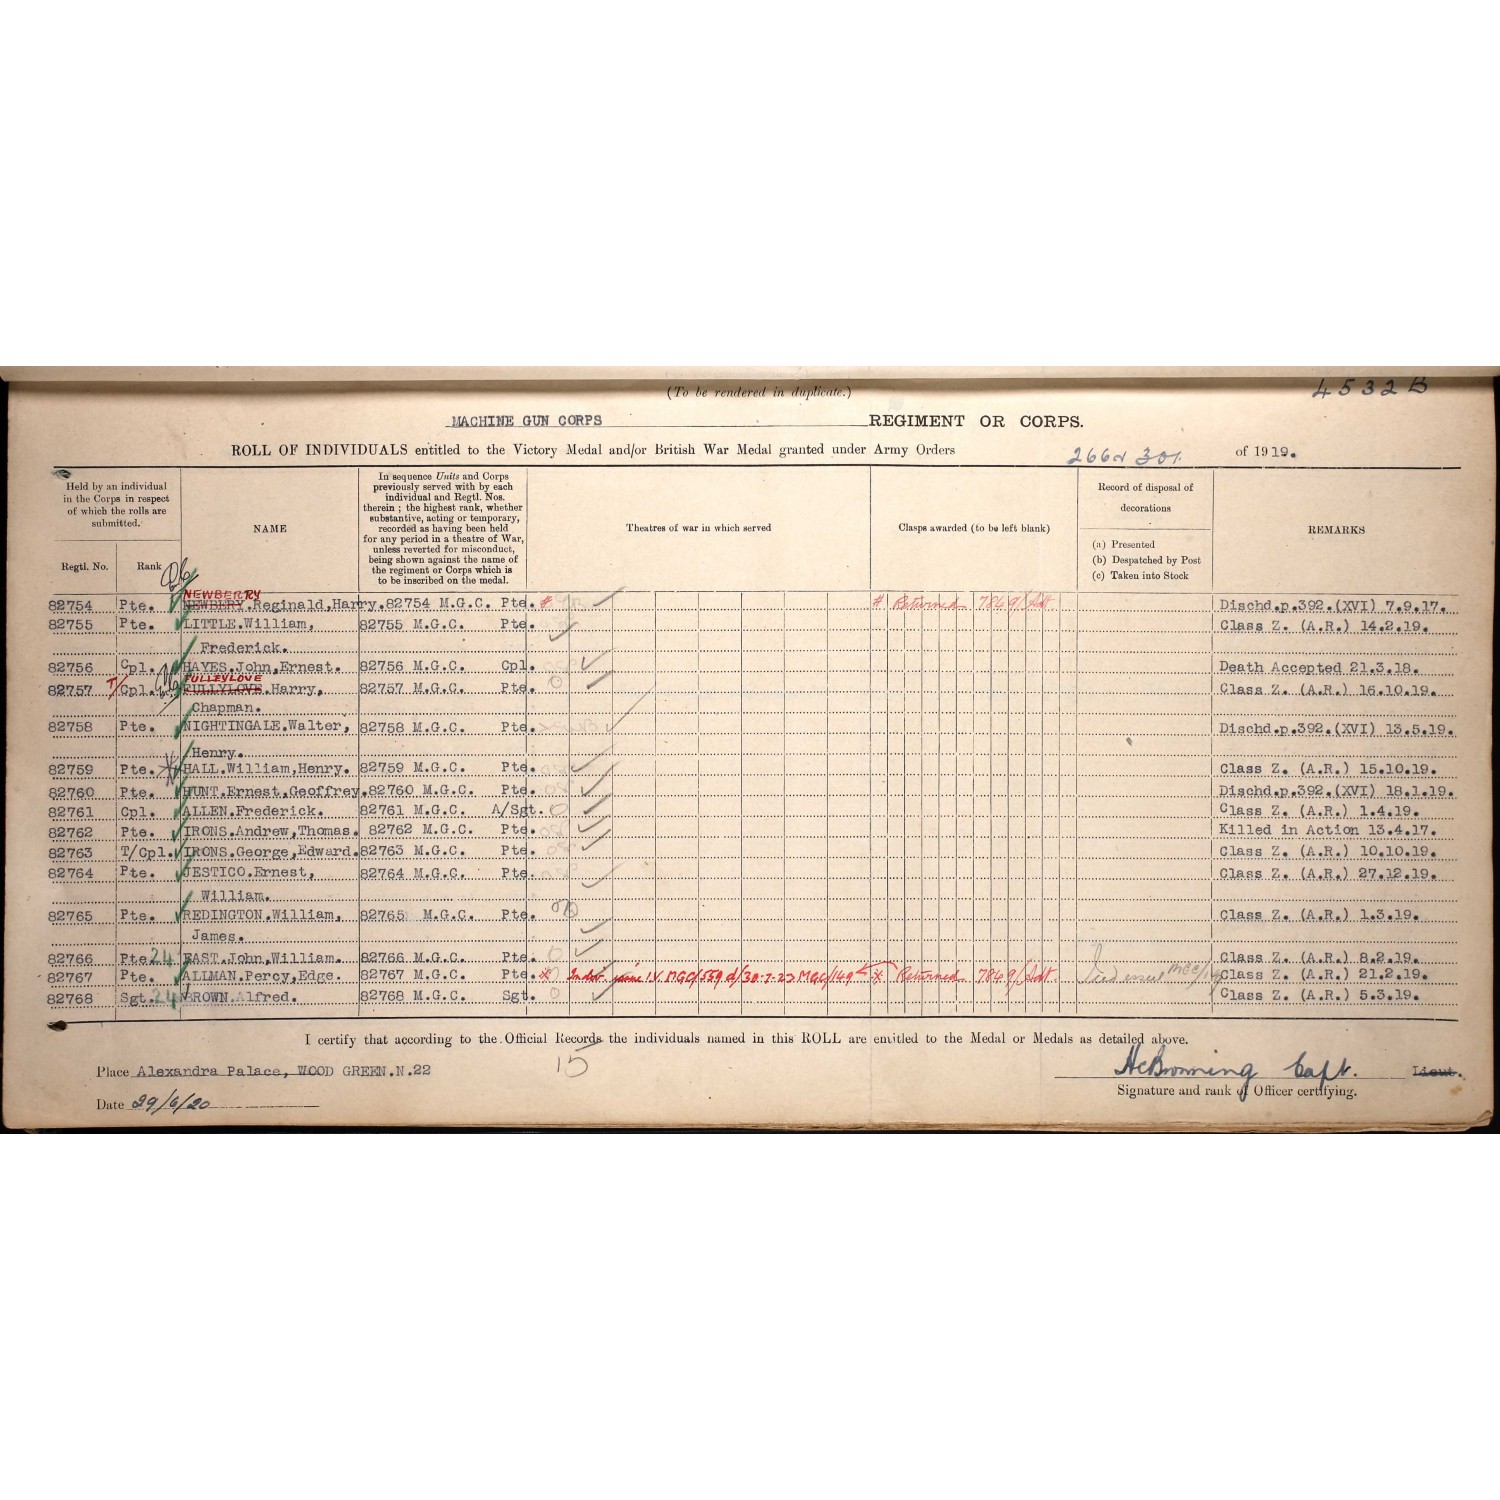 (To be rendered in duplicate.)
4532 B
MACHINE GUN CORPS REGIMENT OR CORPS.
ROLL OF INDIVIDUALS entitled to the Victory Medal and/or British War Medal granted under Army Orders 266 & 301. of 1919.
Held by an individual in the Corps in respect of which the rolls are submitted.
Regtl. No.
Rank
NAME
In sequence Units and Corps previously served with by each individual and Regtl. Nos. therein ; the highest rank, whether substantive, acting or temporary, recorded as having been held for any period in a theatre of War, unless reverted for misconduct, being shown against the name of the regiment or Corps which is to be inscribed on the medal.
Theatres of war in which served
Clasps awarded (to be left blank)
Record of disposal of decorations
(a) Presented
(b) Despatched by Post
(c) Taken into Stock
REMARKS
NEWBERRY
82754 Pte. NEWBERY.Reginald,Harry.82754 M.G.C. Pte. # # Returned 7849/Adt Dischd.p.392.(XVI) 7.9.17.
82755 Pte. LITTLE.William, 82755 M.G.C. Pte. Class Z. (A.R.) 14.2.19.
Frederick.
82756 Cpl. HAYES.John,Ernest. 82756 M.G.C. Cpl. Death Accepted 21.3.18.
FULLEYLOVE
82757 T/Cpl. FULLYLOVE.Harry, 82757 M.G.C. Pte. Class Z. (A.R.) 16.10.19.
Chapman.
82758 Pte. NIGHTINGALE.Walter, 82758 M.G.C. Pte. Dischd.p.392.(XVI) 13.5.19.
Henry.
82759 Pte. HALL.William,Henry. 82759 M.G.C. Pte. Class Z. (A.R.) 15.10.19.
82760 Pte. HUNT.Ernest.Geoffrey.82760 M.G.C. Pte. Dischd.p.392.(XVI) 18.1.19.
82761 Cpl. ALLEN.Frederick. 82761 M.G.C. A/Sgt. Class Z. (A.R.) 1.4.19.
82762 Pte. IRONS.Andrew,Thomas. 82762 M.G.C. Pte. Killed in Action 13.4.17.
82763 T/Cpl. IRONS.George,Edward.82763 M.G.C. Pte. Class Z. (A.R.) 10.10.19.
82764 Pte. JESTICO.Ernest, 82764 M.G.C. Pte. Class Z. (A.R.) 27.12.19.
William.
82765 Pte. REDINGTON.William, 82765 M.G.C. Pte. Class Z. (A.R.) 1.3.19.
James.
82766 Pte. 24 EAST.John,William. 82766 M.G.C. Pte. Class Z. (A.R.) 8.2.19.
82767 Pte. ALLMAN.Percy,Edge. 82767 M.G.C. Pte. * I.V. MGC/559 d/30-7-23 MGC/149 * Returned 7849/Adt Class Z. (A.R.) 21.2.19.
82768 Sgt. 24 BROWN.Alfred. 82768 M.G.C. Sgt. Class Z. (A.R.) 5.3.19.
I certify that according to the Official Records the individuals named in this ROLL are entitled to the Medal or Medals as detailed above.
15
Place Alexandra Palace, WOOD GREEN.N.22
HcBrowning Capt. Lieut.
Signature and rank of Officer certifying.
Date 29/6/20